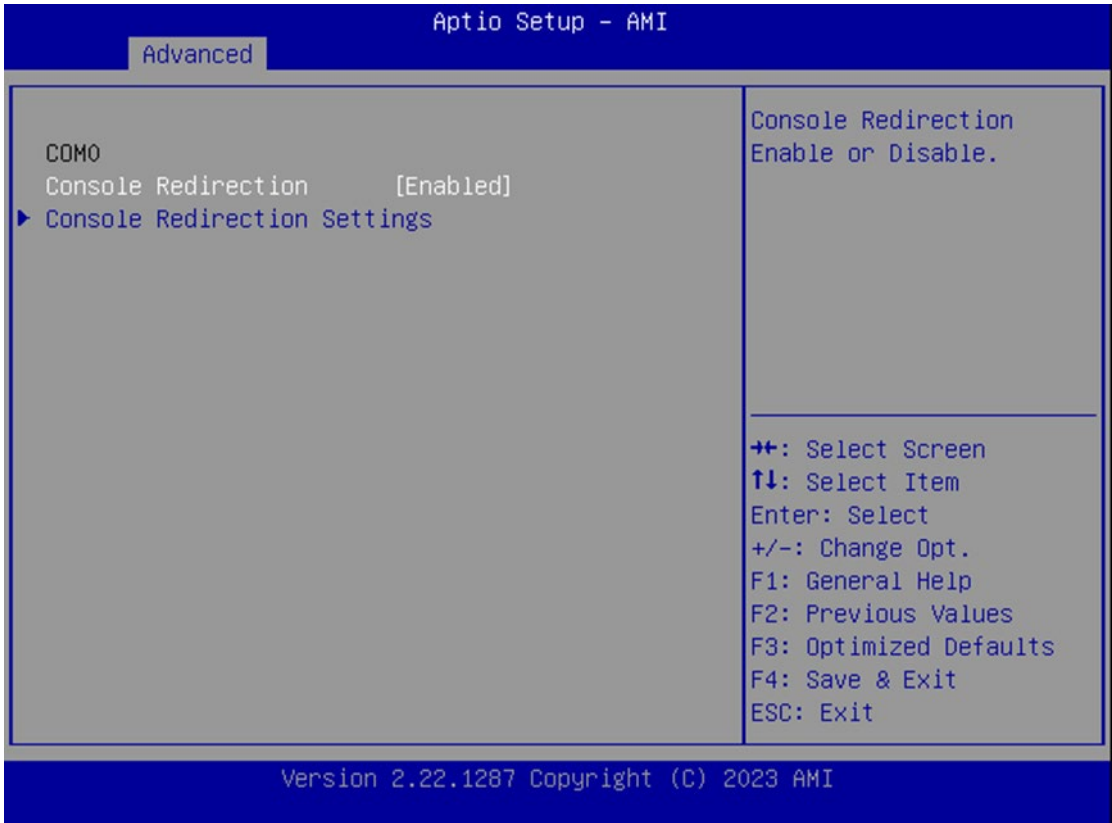 Aptio Setup – AMI
Advanced
COM0
Console Redirection [Enabled]
Console Redirection Settings
Console Redirection
Enable or Disable.
→←: Select Screen
↑↓: Select Item
Enter: Select
+/-: Change Opt.
F1: General Help
F2: Previous Values
F3: Optimized Defaults
F4: Save & Exit
ESC: Exit
Version 2.22.1287 Copyright (C) 2023 AMI